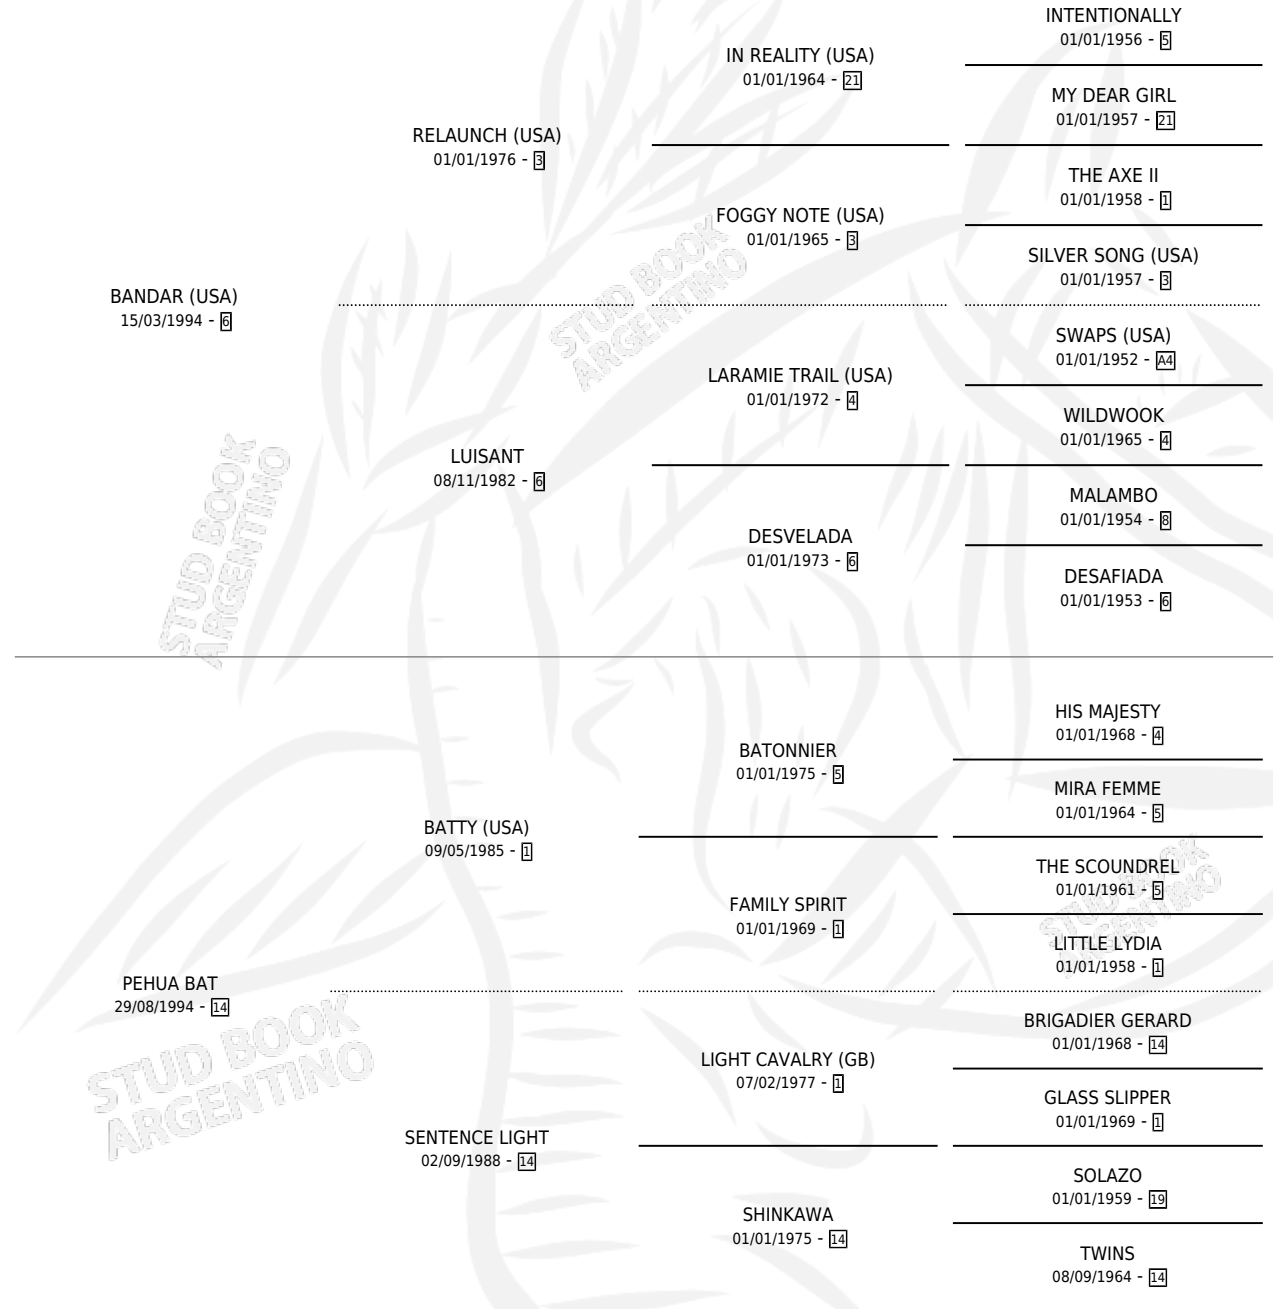 INTENTIONALLY
01/01/1956 - 5
IN REALITY (USA)
01/01/1964 - 21
MY DEAR GIRL
01/01/1957 - 21
RELAUNCH (USA)
01/01/1976 - 3
THE AXE II
01/01/1958 - 1
FOGGY NOTE (USA)
01/01/1965 - 3
SILVER SONG (USA)
01/01/1957 - 3
BANDAR (USA)
15/03/1994 - 6
SWAPS (USA)
01/01/1952 - A4
LARAMIE TRAIL (USA)
01/01/1972 - 4
WILDWOOK
01/01/1965 - 4
LUISANT
08/11/1982 - 6
MALAMBO
01/01/1954 - 8
DESVELADA
01/01/1973 - 6
DESAFIADA
01/01/1953 - 6
HIS MAJESTY
01/01/1968 - 4
BATONNIER
01/01/1975 - 5
MIRA FEMME
01/01/1964 - 5
BATTY (USA)
09/05/1985 - 1
THE SCOUNDREL
01/01/1961 - 5
FAMILY SPIRIT
01/01/1969 - 1
LITTLE LYDIA
01/01/1958 - 1
PEHUA BAT
29/08/1994 - 14
BRIGADIER GERARD
01/01/1968 - 14
LIGHT CAVALRY (GB)
07/02/1977 - 1
GLASS SLIPPER
01/01/1969 - 1
SENTENCE LIGHT
02/09/1988 - 14
SOLAZO
01/01/1959 - 19
SHINKAWA
01/01/1975 - 14
TWINS
08/09/1964 - 14
STUD BOOK
ARGENTINO
STUD BOOK
ARGENTINO
STUD BOOK
ARGENTINO
STUD BOOK
ARGENTINO